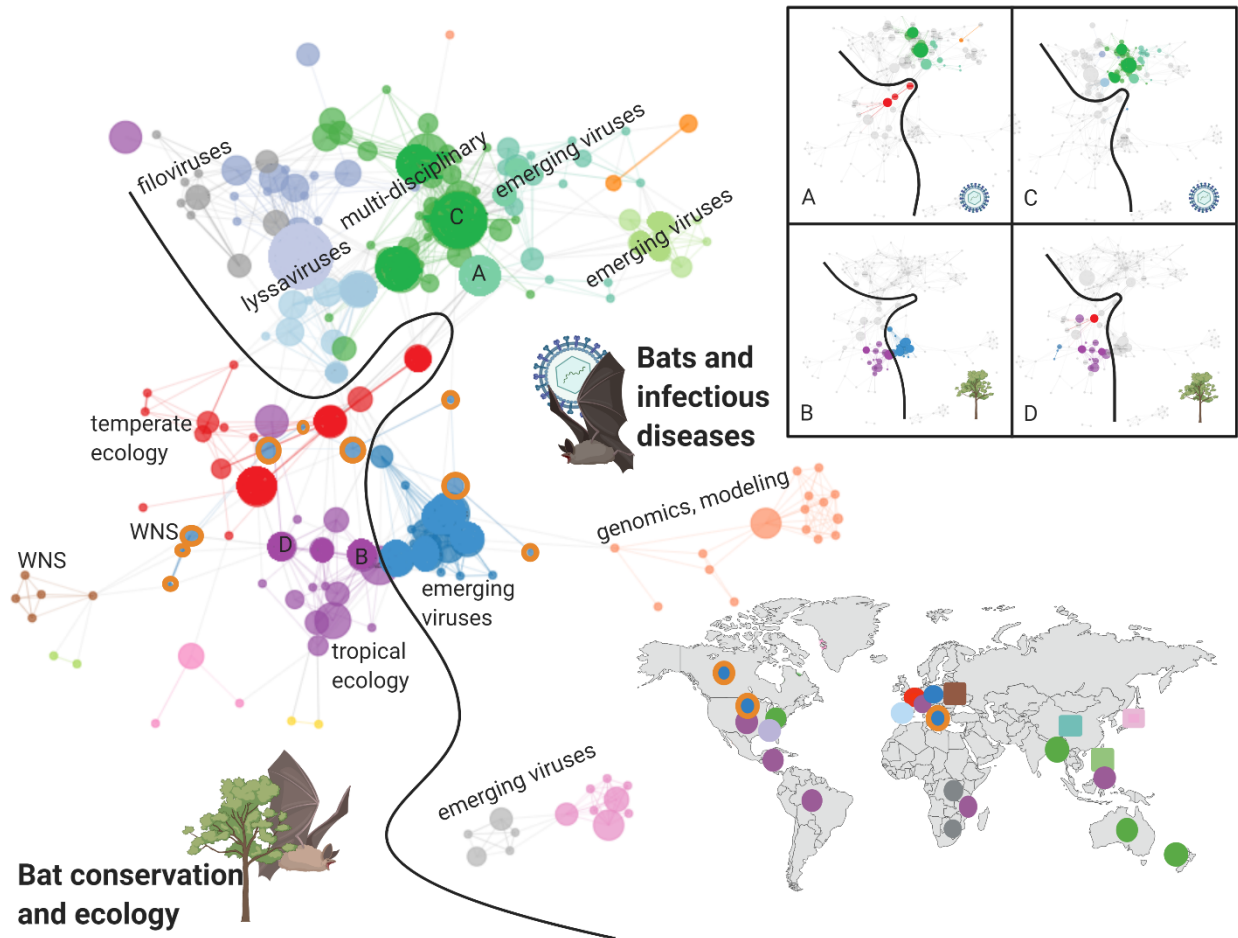 filoviruses
multi-disciplinary
emerging viruses
emerging viruses
lyssaviruses
C
A
temperate
ecology
Bats and
infectious
diseases
WNS
WNS
D
B
genomics, modeling
emerging
viruses
tropical
ecology
emerging viruses
Bat conservation
and ecology
A
C
B
D